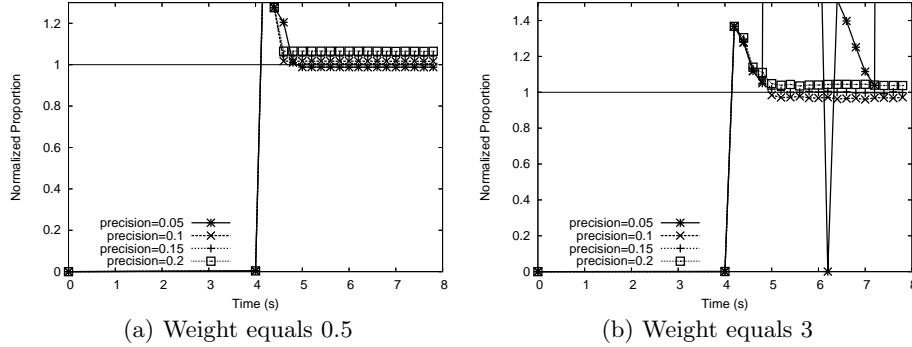 Normalized Proportion
1.2
1
0.8
0.6
0.4
0.2
0
precision=0.05
precision=0.1
precision=0.15
precision=0.2
0 1 2 3 4 5 6 7 8
Time (s)
(a) Weight equals 0.5
Normalized Proportion
1.4
1.2
1
0.8
0.6
0.4
0.2
0
precision=0.05
precision=0.1
precision=0.15
precision=0.2
0 1 2 3 4 5 6 7 8
Time (s)
(b) Weight equals 3